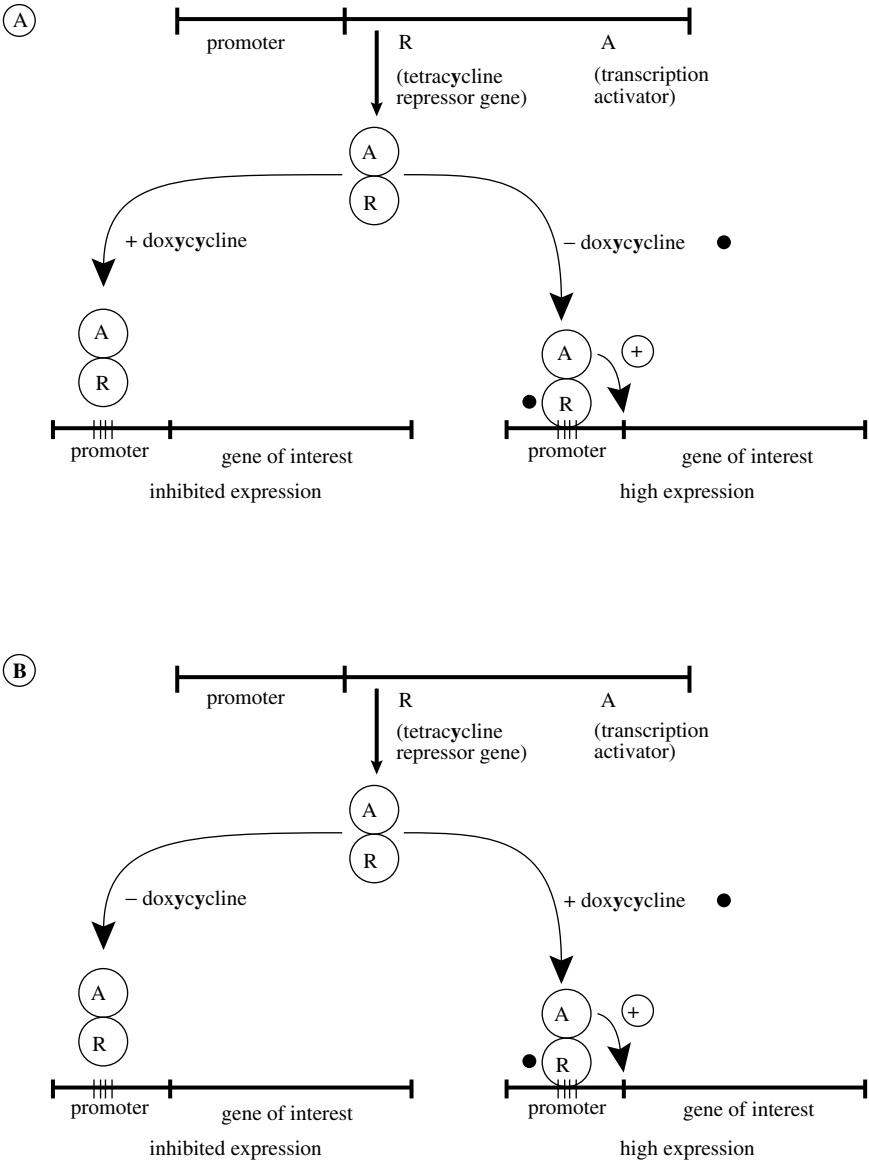 A
promoter
R
A
(tetracycline
repressor gene)
(transcription
activator)
A
R
+ doxycycline
− doxycycline
A
R
A
+
R
promoter
gene of interest
inhibited expression
promoter
gene of interest
high expression
B
promoter
R
A
(tetracycline
repressor gene)
(transcription
activator)
A
R
− doxycycline
+ doxycycline
A
R
A
+
R
promoter
gene of interest
inhibited expression
promoter
gene of interest
high expression